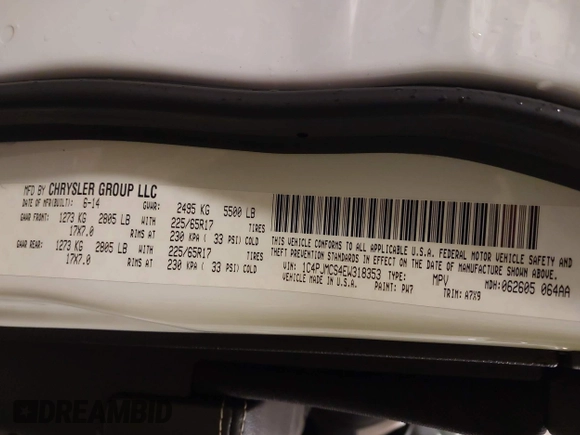 MFD BY CHRYSLER GROUP LLC
DATE OF MFR(BUILT): 6-14 GVWR: 2495 KG 5500 LB
GAWR FRONT: 1273 KG 2805 LB WITH 225/65R17 TIRES
17X7.0 RIMS AT 230 KPA ( 33 PSI) COLD
GAWR REAR: 1273 KG 2805 LB WITH 225/65R17 TIRES
17X7.0 RIMS AT 230 KPA ( 33 PSI) COLD
THIS VEHICLE CONFORMS TO ALL APPLICABLE U.S.A. FEDERAL MOTOR VEHICLE SAFETY, BUMPER AND
THEFT PREVENTION STANDARDS IN EFFECT ON THE DATE OF MANUFACTURE SHOWN ABOVE.
VIN: 1C4PJMCS4EW318353 TYPE: MPV MDH: 062605 064AA
VEHICLE MADE IN U.S.A. PAINT: PW7 TRIM: A7X9
DREAMBID